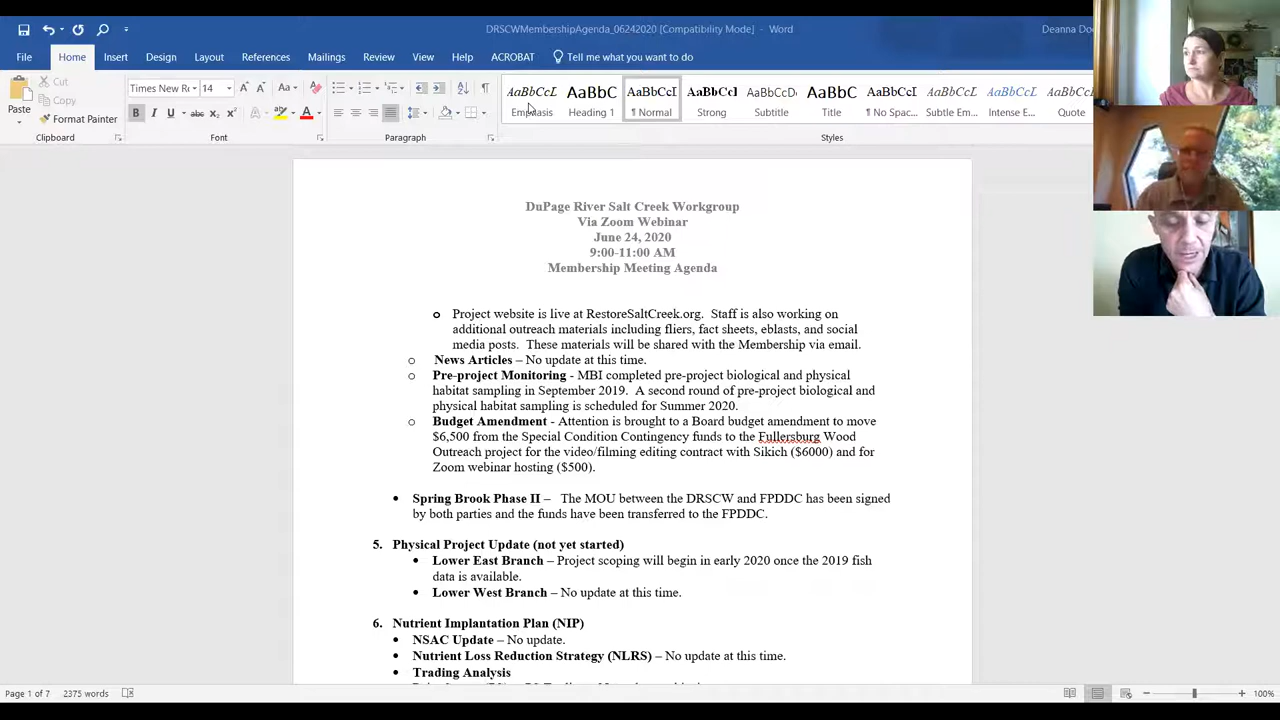 DRSCWMembershipAgenda_06242020 [Compatibility Mode] - Word
Deanna Doo
File Home Insert Design Layout References Mailings Review View Help ACROBAT Tell me what you want to do
Paste
Cut
Copy
Format Painter
Clipboard
Times New Ro 14
B I U abc x₂ x²
Font
Paragraph
AaBbCcL AaBbC AaBbCcI AaBbCcI AaBbCcD AaBbC AaBbCcI AaBbCcI AaBbCcI AaBbC
Emphasis Heading 1 ¶ Normal Strong Subtitle Title ¶ No Spac... Subtle Em... Intense E... Quote
Styles
DuPage River Salt Creek Workgroup
Via Zoom Webinar
June 24, 2020
9:00-11:00 AM
Membership Meeting Agenda
o Project website is live at RestoreSaltCreek.org. Staff is also working on
additional outreach materials including fliers, fact sheets, eblasts, and social
media posts. These materials will be shared with the Membership via email.
o News Articles – No update at this time.
o Pre-project Monitoring - MBI completed pre-project biological and physical
habitat sampling in September 2019. A second round of pre-project biological and
physical habitat sampling is scheduled for Summer 2020.
o Budget Amendment - Attention is brought to a Board budget amendment to move
$6,500 from the Special Condition Contingency funds to the Fullersburg Wood
Outreach project for the video/filming editing contract with Sikich ($6000) and for
Zoom webinar hosting ($500).
• Spring Brook Phase II – The MOU between the DRSCW and FPDDC has been signed
by both parties and the funds have been transferred to the FPDDC.
5. Physical Project Update (not yet started)
• Lower East Branch – Project scoping will begin in early 2020 once the 2019 fish
data is available.
• Lower West Branch – No update at this time.
6. Nutrient Implantation Plan (NIP)
• NSAC Update – No update.
• Nutrient Loss Reduction Strategy (NLRS) – No update at this time.
• Trading Analysis
Page 1 of 7 2375 words 100%